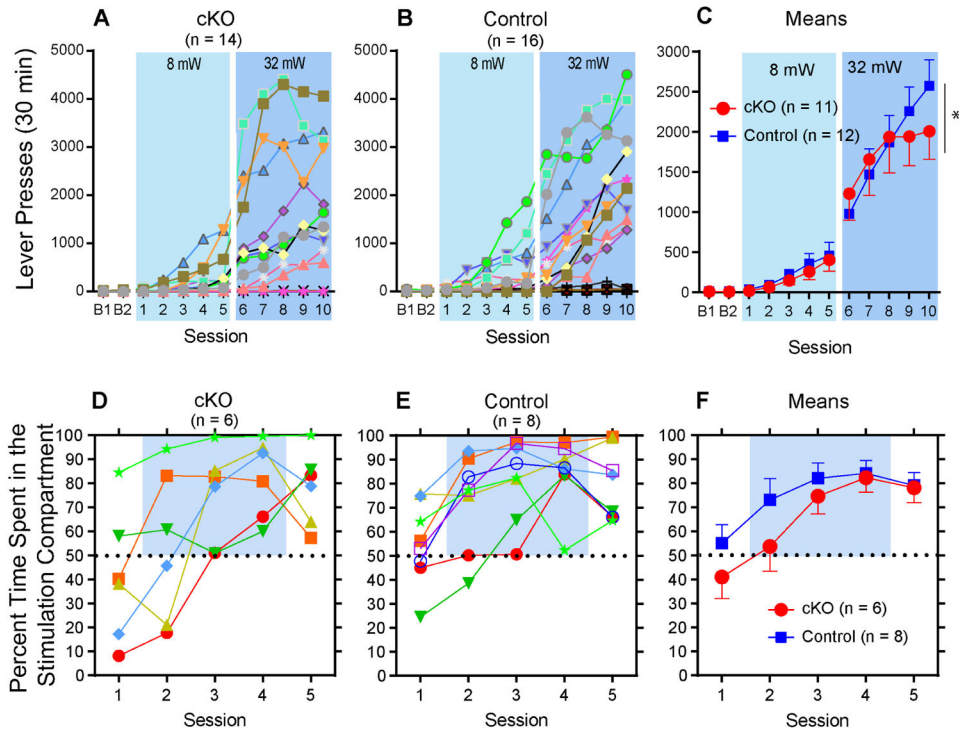 A
cKO
(n = 14)
Lever Presses (30 min)
5000
4000
3000
2000
1000
0
8 mW
32 mW
B1 B2 1 2 3 4 5 6 7 8 9 10
Session
B
Control
(n = 16)
5000
4000
3000
2000
1000
0
8 mW
32 mW
B1 B2 1 2 3 4 5 6 7 8 9 10
Session
C
Means
3000
2500
2000
1500
1000
500
0
8 mW
32 mW
cKO (n = 11)
Control (n = 12)
*
B1 B2 1 2 3 4 5 6 7 8 9 10
Session
D
cKO
(n = 6)
Percent Time Spent in the
Stimulation Compartment
100
90
80
70
60
50
90
80
70
60
50
40
30
20
10
0
1 2 3 4 5
Session
E
Control
(n = 8)
100
90
80
70
60
50
40
30
20
10
0
1 2 3 4 5
Session
F
Means
100
90
80
70
60
50
40
30
20
10
0
cKO (n = 6)
Control (n = 8)
1 2 3 4 5
Session